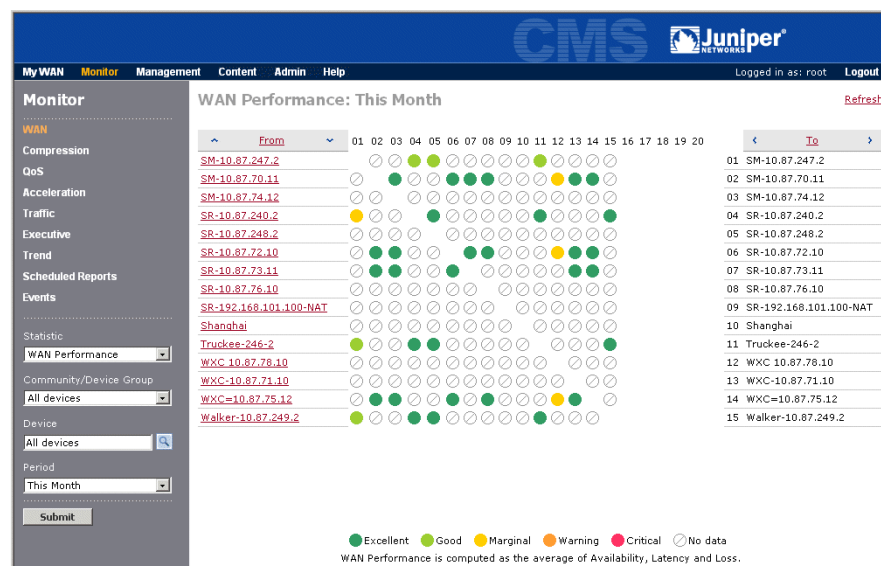 CMS
Juniper®
NETWORKS
My WAN Monitor Management Content Admin Help Logged in as: root Logout
Monitor
WAN
Compression
QoS
Acceleration
Traffic
Executive
Trend
Scheduled Reports
Events
Statistic
WAN Performance
Community/Device Group
All devices
Device
All devices
Period
This Month
Submit
WAN Performance: This Month
Refresh
From 01 02 03 04 05 06 07 08 09 10 11 12 13 14 15 16 17 18 19 20
SM-10.87.247.2
SM-10.87.70.11
SM-10.87.74.12
SR-10.87.240.2
SR-10.87.248.2
SR-10.87.72.10
SR-10.87.73.11
SR-10.87.76.10
SR-192.168.101.100-NAT
Shanghai
Truckee-246-2
WXC 10.87.78.10
WXC-10.87.71.10
WXC=10.87.75.12
Walker-10.87.249.2
To
01 SM-10.87.247.2
02 SM-10.87.70.11
03 SM-10.87.74.12
04 SR-10.87.240.2
05 SR-10.87.248.2
06 SR-10.87.72.10
07 SR-10.87.73.11
08 SR-10.87.76.10
09 SR-192.168.101.100-NAT
10 Shanghai
11 Truckee-246-2
12 WXC 10.87.78.10
13 WXC-10.87.71.10
14 WXC=10.87.75.12
15 Walker-10.87.249.2
Excellent Good Marginal Warning Critical No data
WAN Performance is computed as the average of Availability, Latency and Loss.